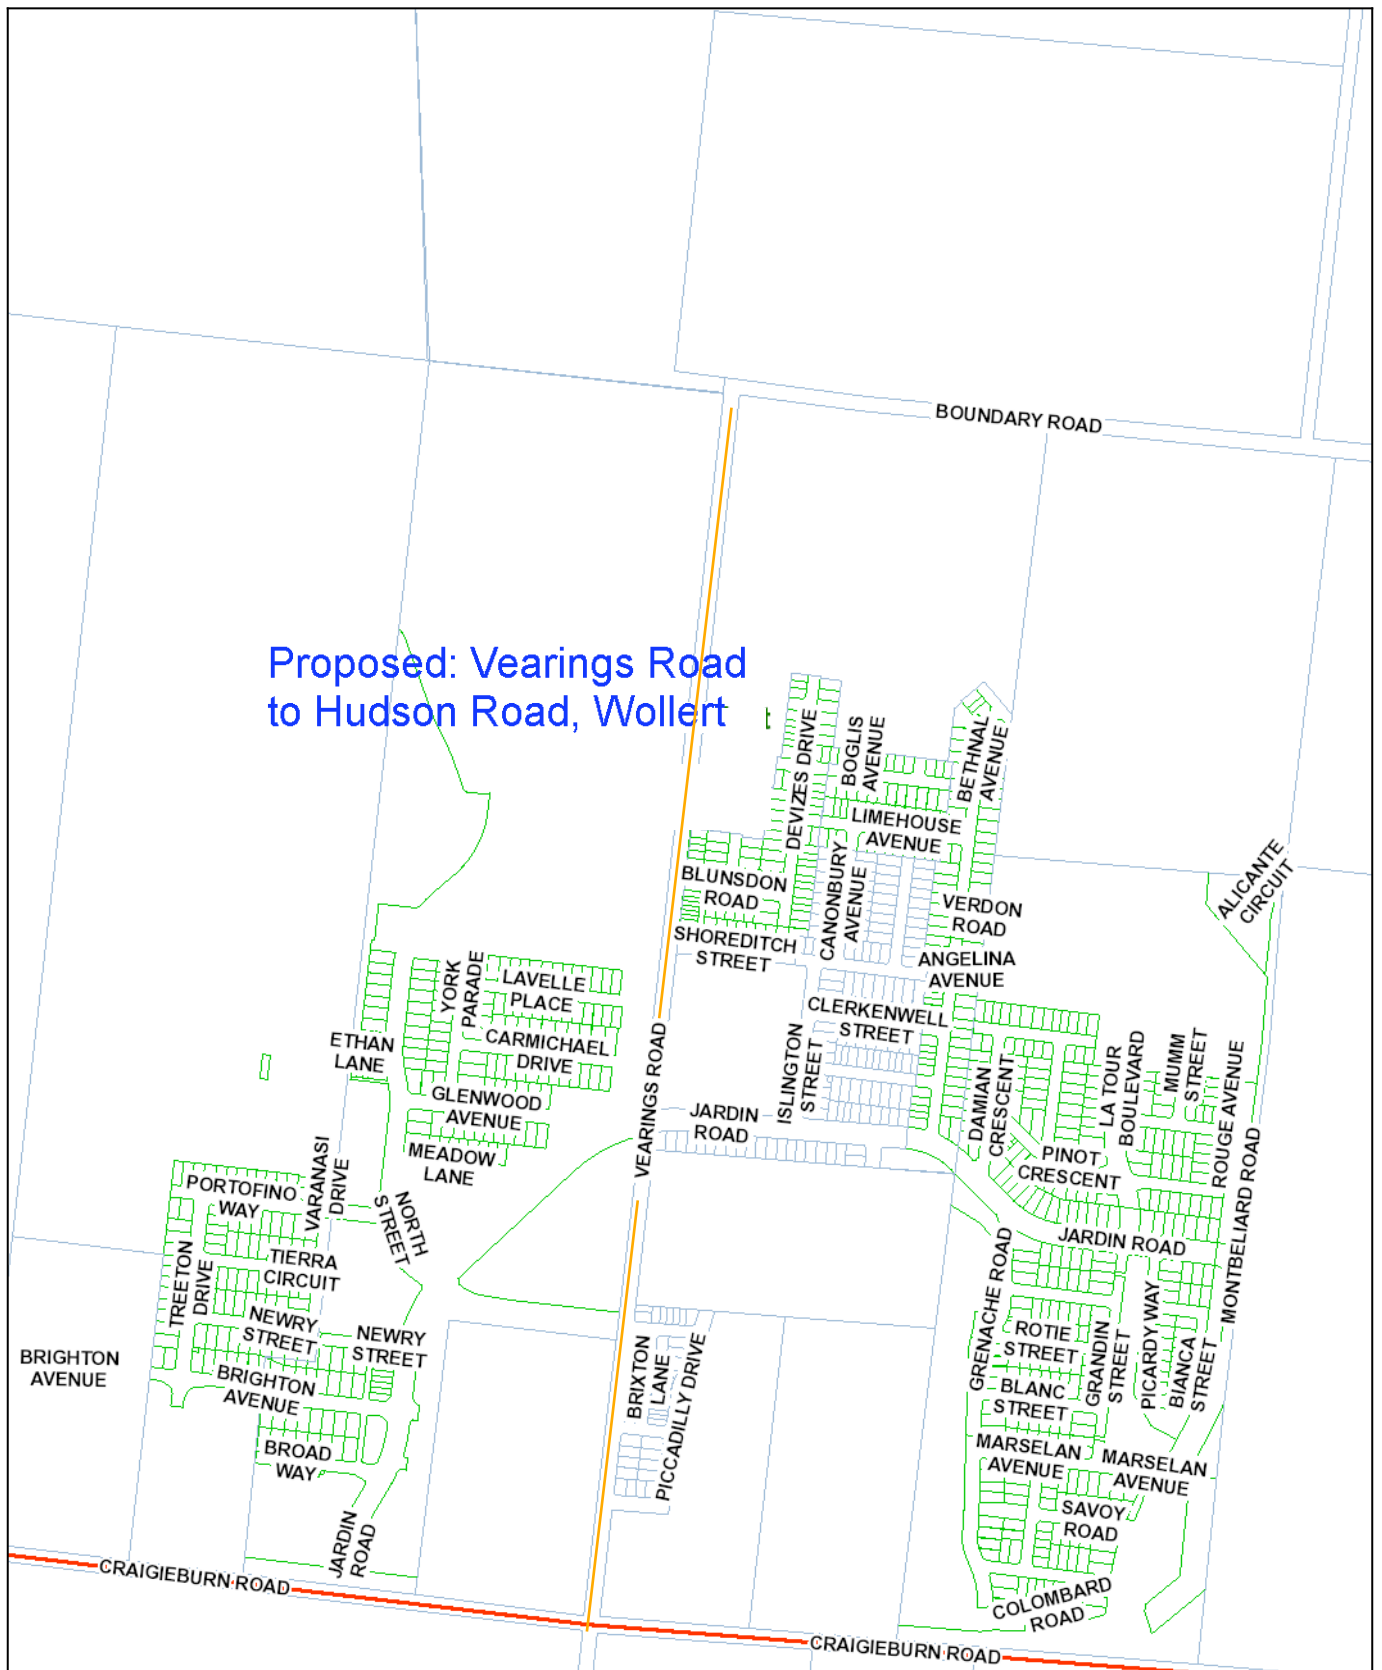 BOUNDARY ROAD
Proposed: Vearings Road
to Hudson Road, Wollert
t
DEVIZES DRIVE
BOGLIS
AVENUE
BETHNAL
AVENUE
LIMEHOUSE
AVENUE
BLUNSDON
ROAD
CANONBURY
AVENUE
ALICANTE
CIRCUIT
VERDON
ROAD
SHOREDITCH
STREET
ANGELINA
AVENUE
YORK
PARADE
LAVELLE
PLACE
CLERKENWELL
STREET
ETHAN
LANE
CARMICHAEL
DRIVE
VEARINGS ROAD
ISLINGTON
STREET
DAMIAN
CRESCENT
LA TOUR
BOULEVARD
MUMM
STREET
ROUGE AVENUE
GLENWOOD
AVENUE
JARDIN
ROAD
MEADOW
LANE
PINOT
CRESCENT
MONTBELIARD ROAD
VARANASI
DRIVE
PORTOFINO
WAY
NORTH
STREET
JARDIN ROAD
TREETON
DRIVE
TIERRA
CIRCUIT
GRENACHE ROAD
NEWRY
STREET
NEWRY
STREET
BRIXTON
LANE
PICCADILLY DRIVE
ROTIE
STREET
GRANDIN
STREET
PICARDY WAY
BIANCA
STREET
BRIGHTON
AVENUE
BRIGHTON
AVENUE
BLANC
STREET
BROAD
WAY
MARSELAN
AVENUE
MARSELAN
AVENUE
SAVOY
ROAD
JARDIN
ROAD
CRAIGIEBURN ROAD
COLOMBARD
ROAD
CRAIGIEBURN ROAD